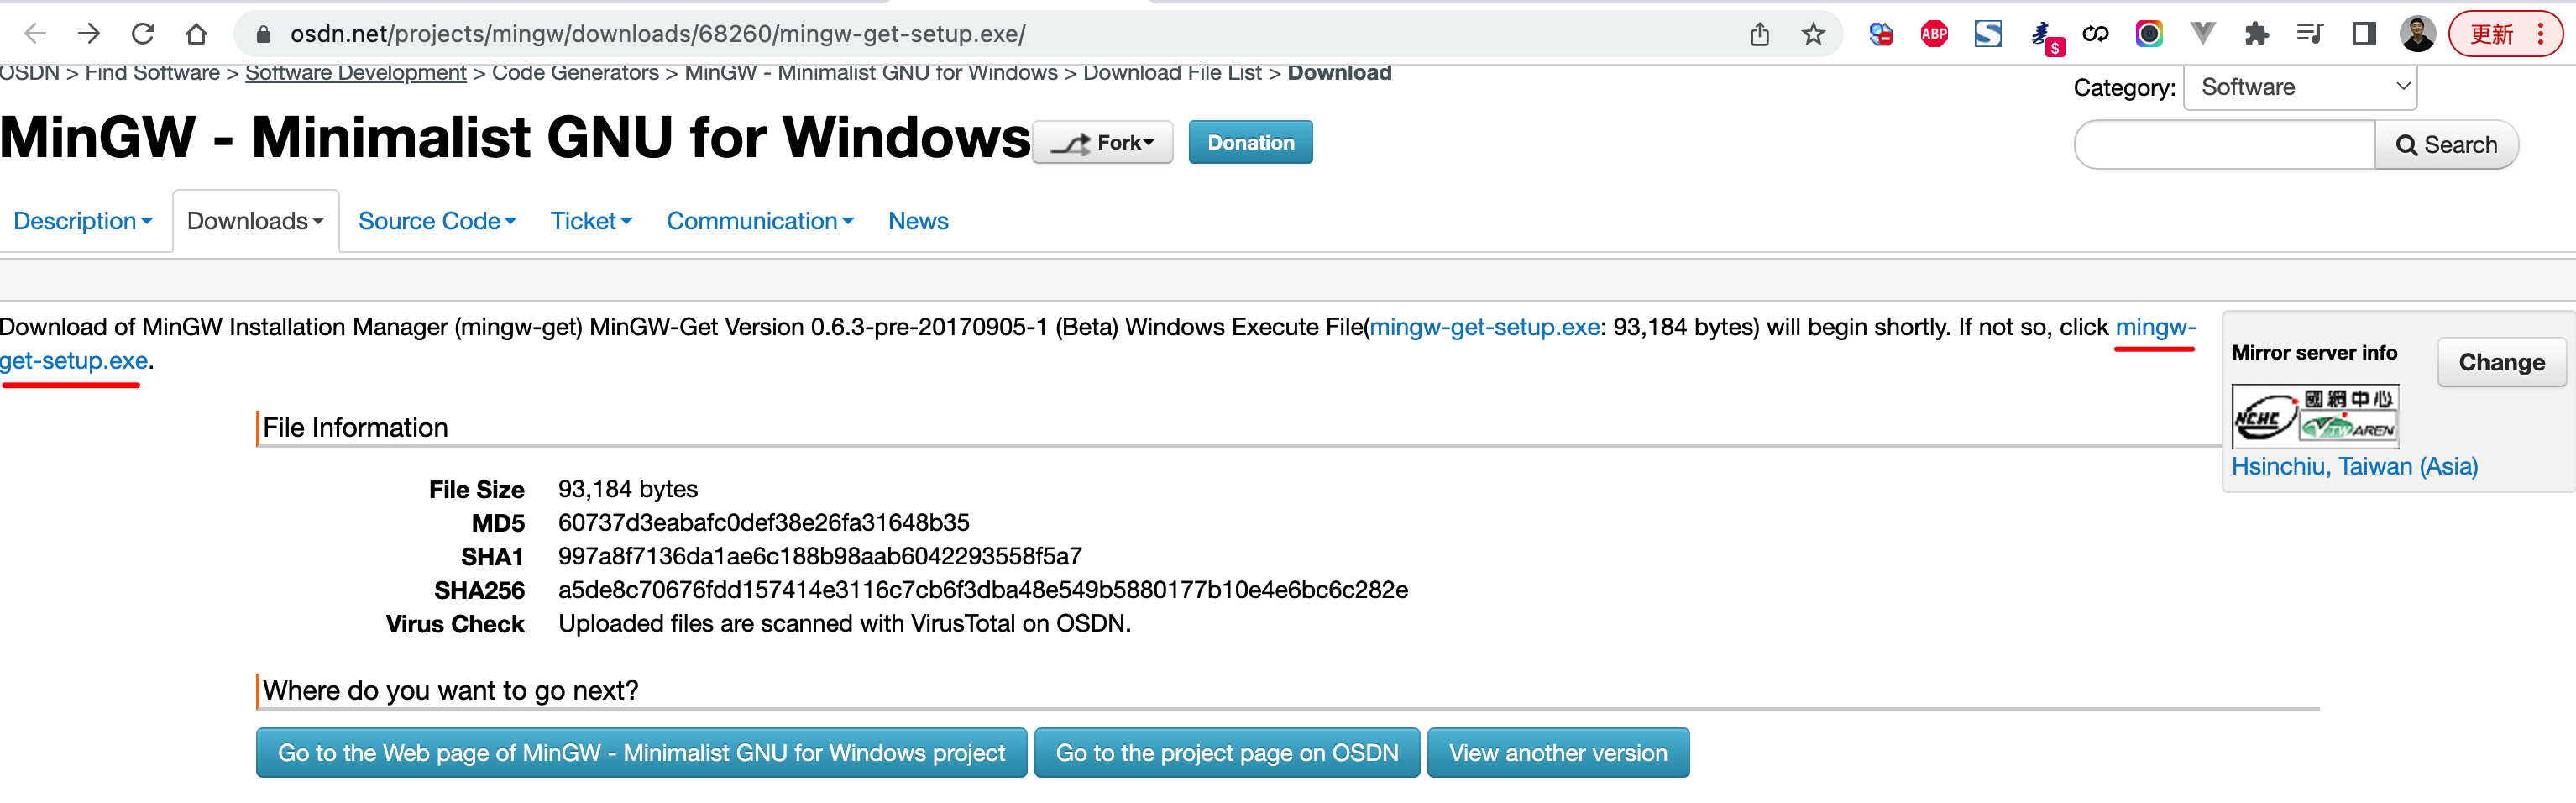 osdn.net/projects/mingw/downloads/68260/mingw-get-setup.exe/
ABP
S
$
更新
OSDN > Find Software > Software Development > Code Generators > MinGW - Minimalist GNU for Windows > Download File List > Download
Category: Software
MinGW - Minimalist GNU for Windows Fork Donation
Search
Description Downloads Source Code Ticket Communication News
Download of MinGW Installation Manager (mingw-get) MinGW-Get Version 0.6.3-pre-20170905-1 (Beta) Windows Execute File(mingw-get-setup.exe: 93,184 bytes) will begin shortly. If not so, click mingw-
get-setup.exe.
Mirror server info Change
NCHC 國網中心
TWAREN
Hsinchiu, Taiwan (Asia)
File Information
File Size 93,184 bytes
MD5 60737d3eabafc0def38e26fa31648b35
SHA1 997a8f7136da1ae6c188b98aab6042293558f5a7
SHA256 a5de8c70676fdd157414e3116c7cb6f3dba48e549b5880177b10e4e6bc6c282e
Virus Check Uploaded files are scanned with VirusTotal on OSDN.
Where do you want to go next?
Go to the Web page of MinGW - Minimalist GNU for Windows project Go to the project page on OSDN View another version